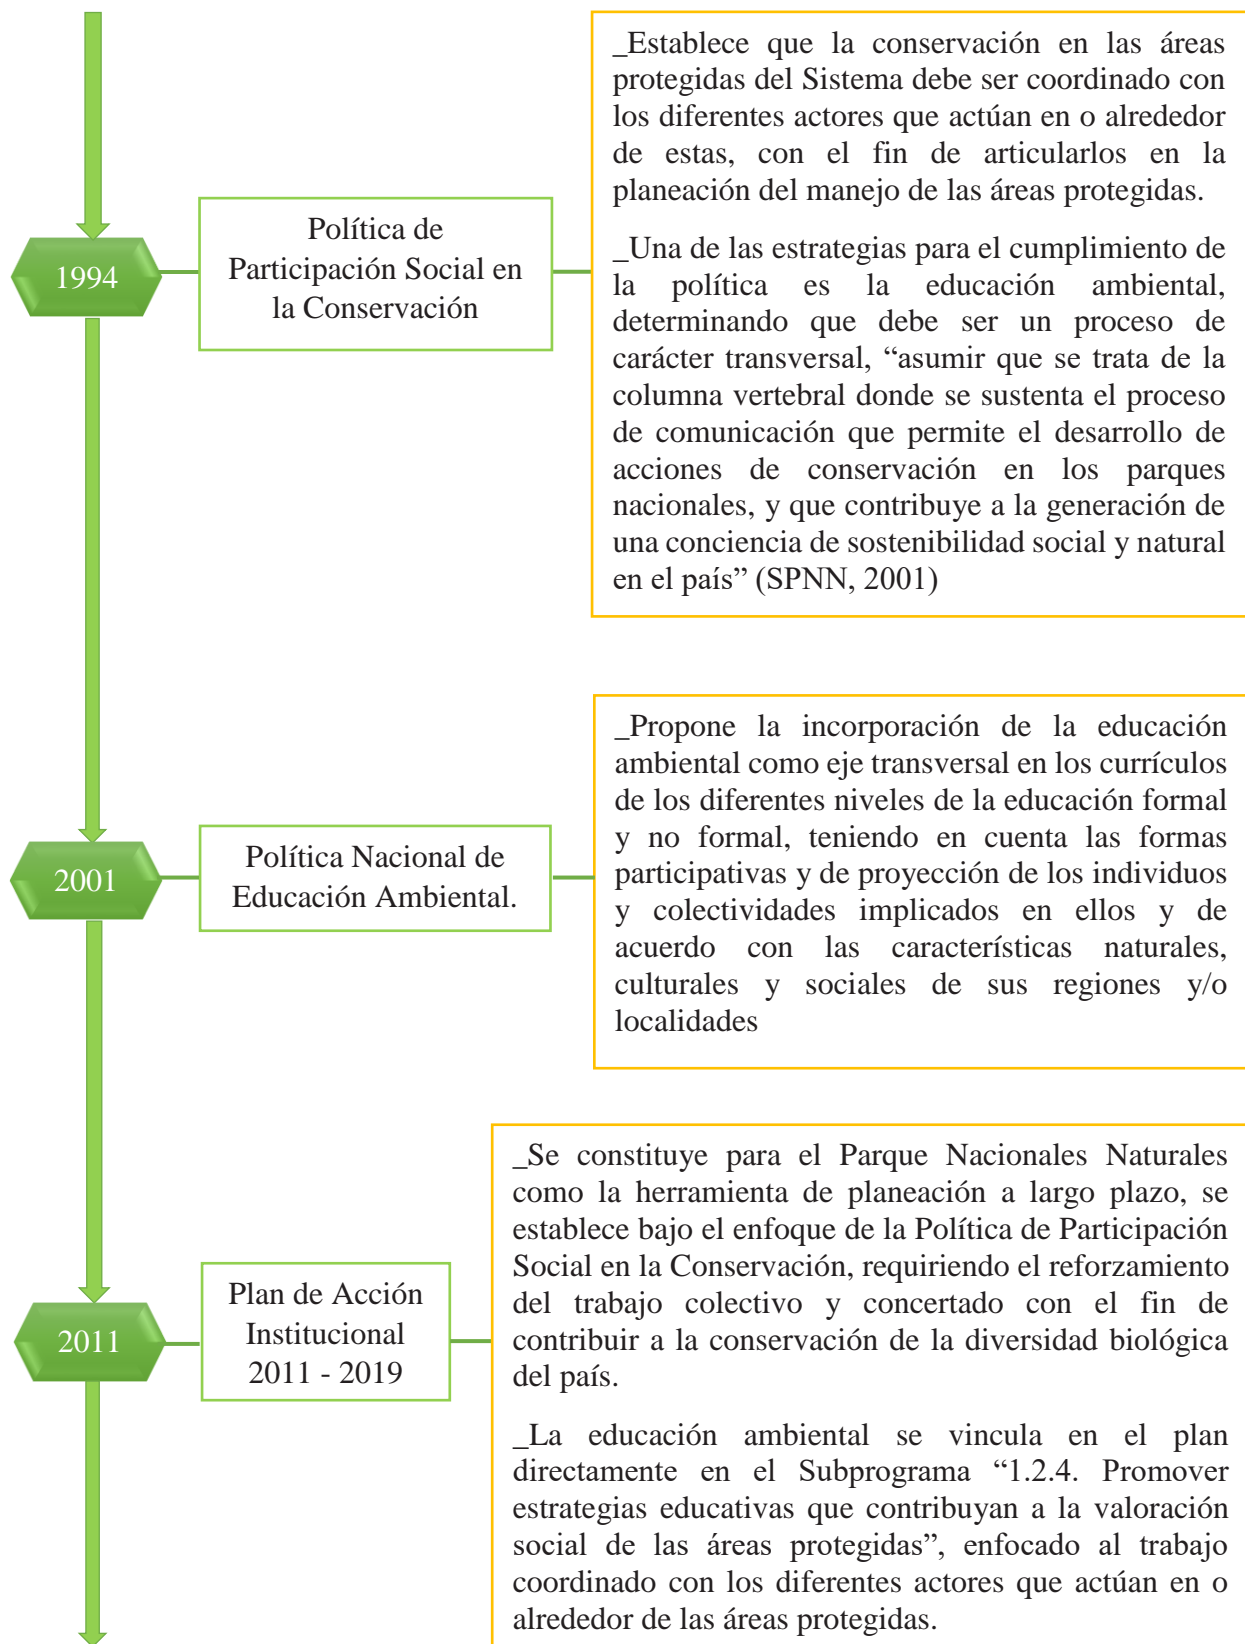 1994
Política de
Participación Social en
la Conservación
_Establece que la conservación en las áreas
protegidas del Sistema debe ser coordinado con
los diferentes actores que actúan en o alrededor
de estas, con el fin de articularlos en la
planeación del manejo de las áreas protegidas.
_Una de las estrategias para el cumplimiento de
la política es la educación ambiental,
determinando que debe ser un proceso de
carácter transversal, “asumir que se trata de la
columna vertebral donde se sustenta el proceso
de comunicación que permite el desarrollo de
acciones de conservación en los parques
nacionales, y que contribuye a la generación de
una conciencia de sostenibilidad social y natural
en el país” (SPNN, 2001)
2001
Política Nacional de
Educación Ambiental.
_Propone la incorporación de la educación
ambiental como eje transversal en los currículos
de los diferentes niveles de la educación formal
y no formal, teniendo en cuenta las formas
participativas y de proyección de los individuos
y colectividades implicados en ellos y de
acuerdo con las características naturales,
culturales y sociales de sus regiones y/o
localidades
2011
Plan de Acción
Institucional
2011 - 2019
_Se constituye para el Parque Nacionales Naturales
como la herramienta de planeación a largo plazo, se
establece bajo el enfoque de la Política de Participación
Social en la Conservación, requiriendo el reforzamiento
del trabajo colectivo y concertado con el fin de
contribuir a la conservación de la diversidad biológica
del país.
_La educación ambiental se vincula en el plan
directamente en el Subprograma “1.2.4. Promover
estrategias educativas que contribuyan a la valoración
social de las áreas protegidas”, enfocado al trabajo
coordinado con los diferentes actores que actúan en o
alrededor de las áreas protegidas.